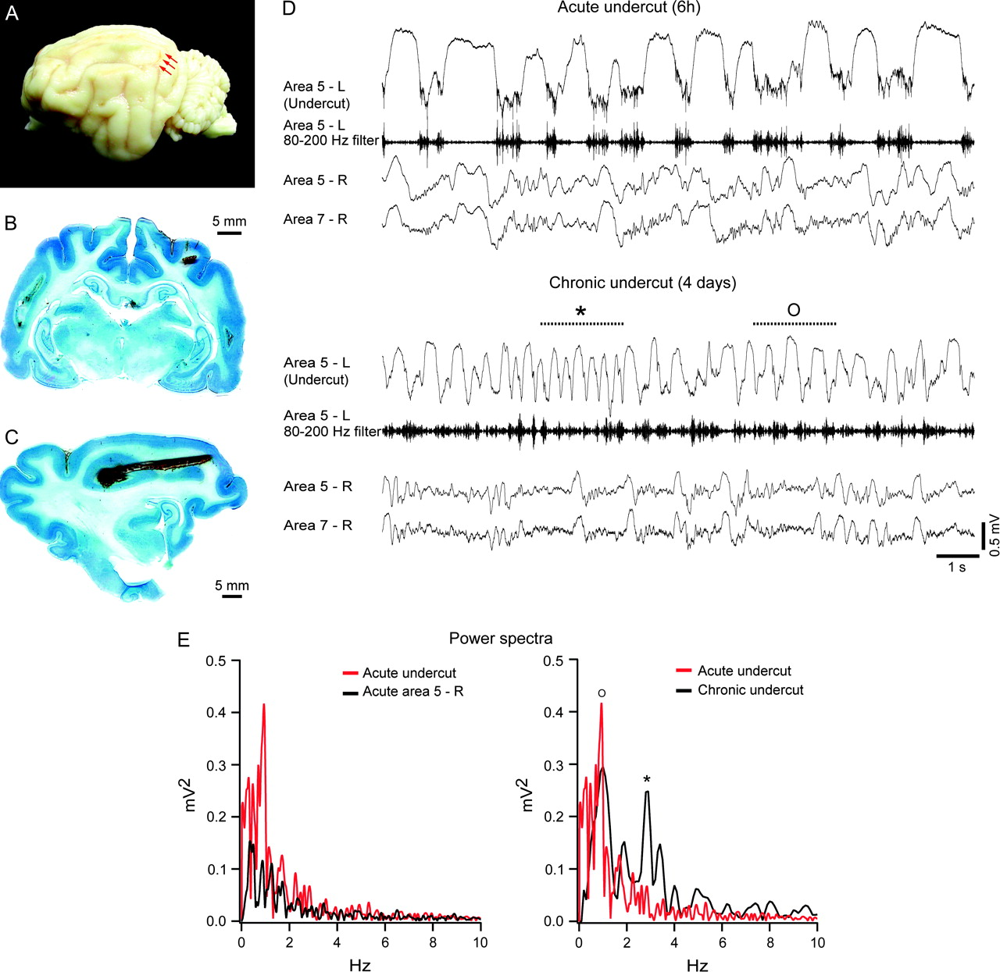 A
B
5 mm
C
5 mm
D
Acute undercut (6h)
Area 5 - L
(Undercut)
Area 5 - L
80-200 Hz filter
Area 5 - R
Area 7 - R
Chronic undercut (4 days)
* O
Area 5 - L
(Undercut)
Area 5 - L
80-200 Hz filter
Area 5 - R
Area 7 - R
0.5 mV
1 s
E
Power spectra
0.5
0.4
0.3
0.2
0.1
0.0
mV2
Acute undercut
Acute area 5 - R
0 2 4 6 8 10
Hz
0.5
0.4
0.3
0.2
0.1
0.0
mV2
Acute undercut
Chronic undercut
O
*
0 2 4 6 8 10
Hz